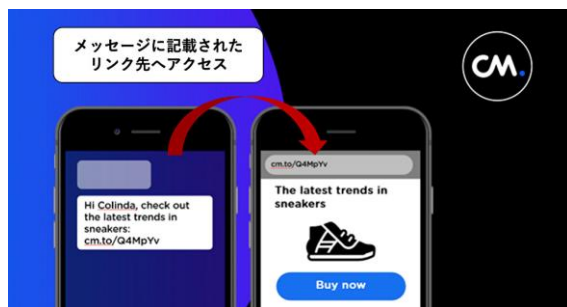 メッセージに記載された
リンク先へアクセス
CM.
Hi Colinda, check out
the latest trends in
sneakers:
cm.to/Q4MpYv
cm.to/Q4MpYv
The latest trends in
sneakers
Buy now